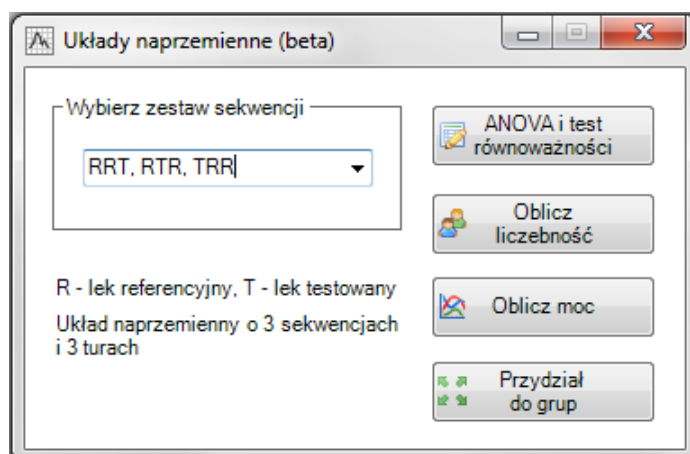 Układy naprzemienne (beta)
Wybierz zestaw sekwencji
RRT, RTR, TRR
R - lek referencyjny, T - lek testowany
Układ naprzemienny o 3 sekwencjach
i 3 turach
ANOVA i test
równoważności
Oblicz
liczebność
Oblicz moc
Przydział
do grup